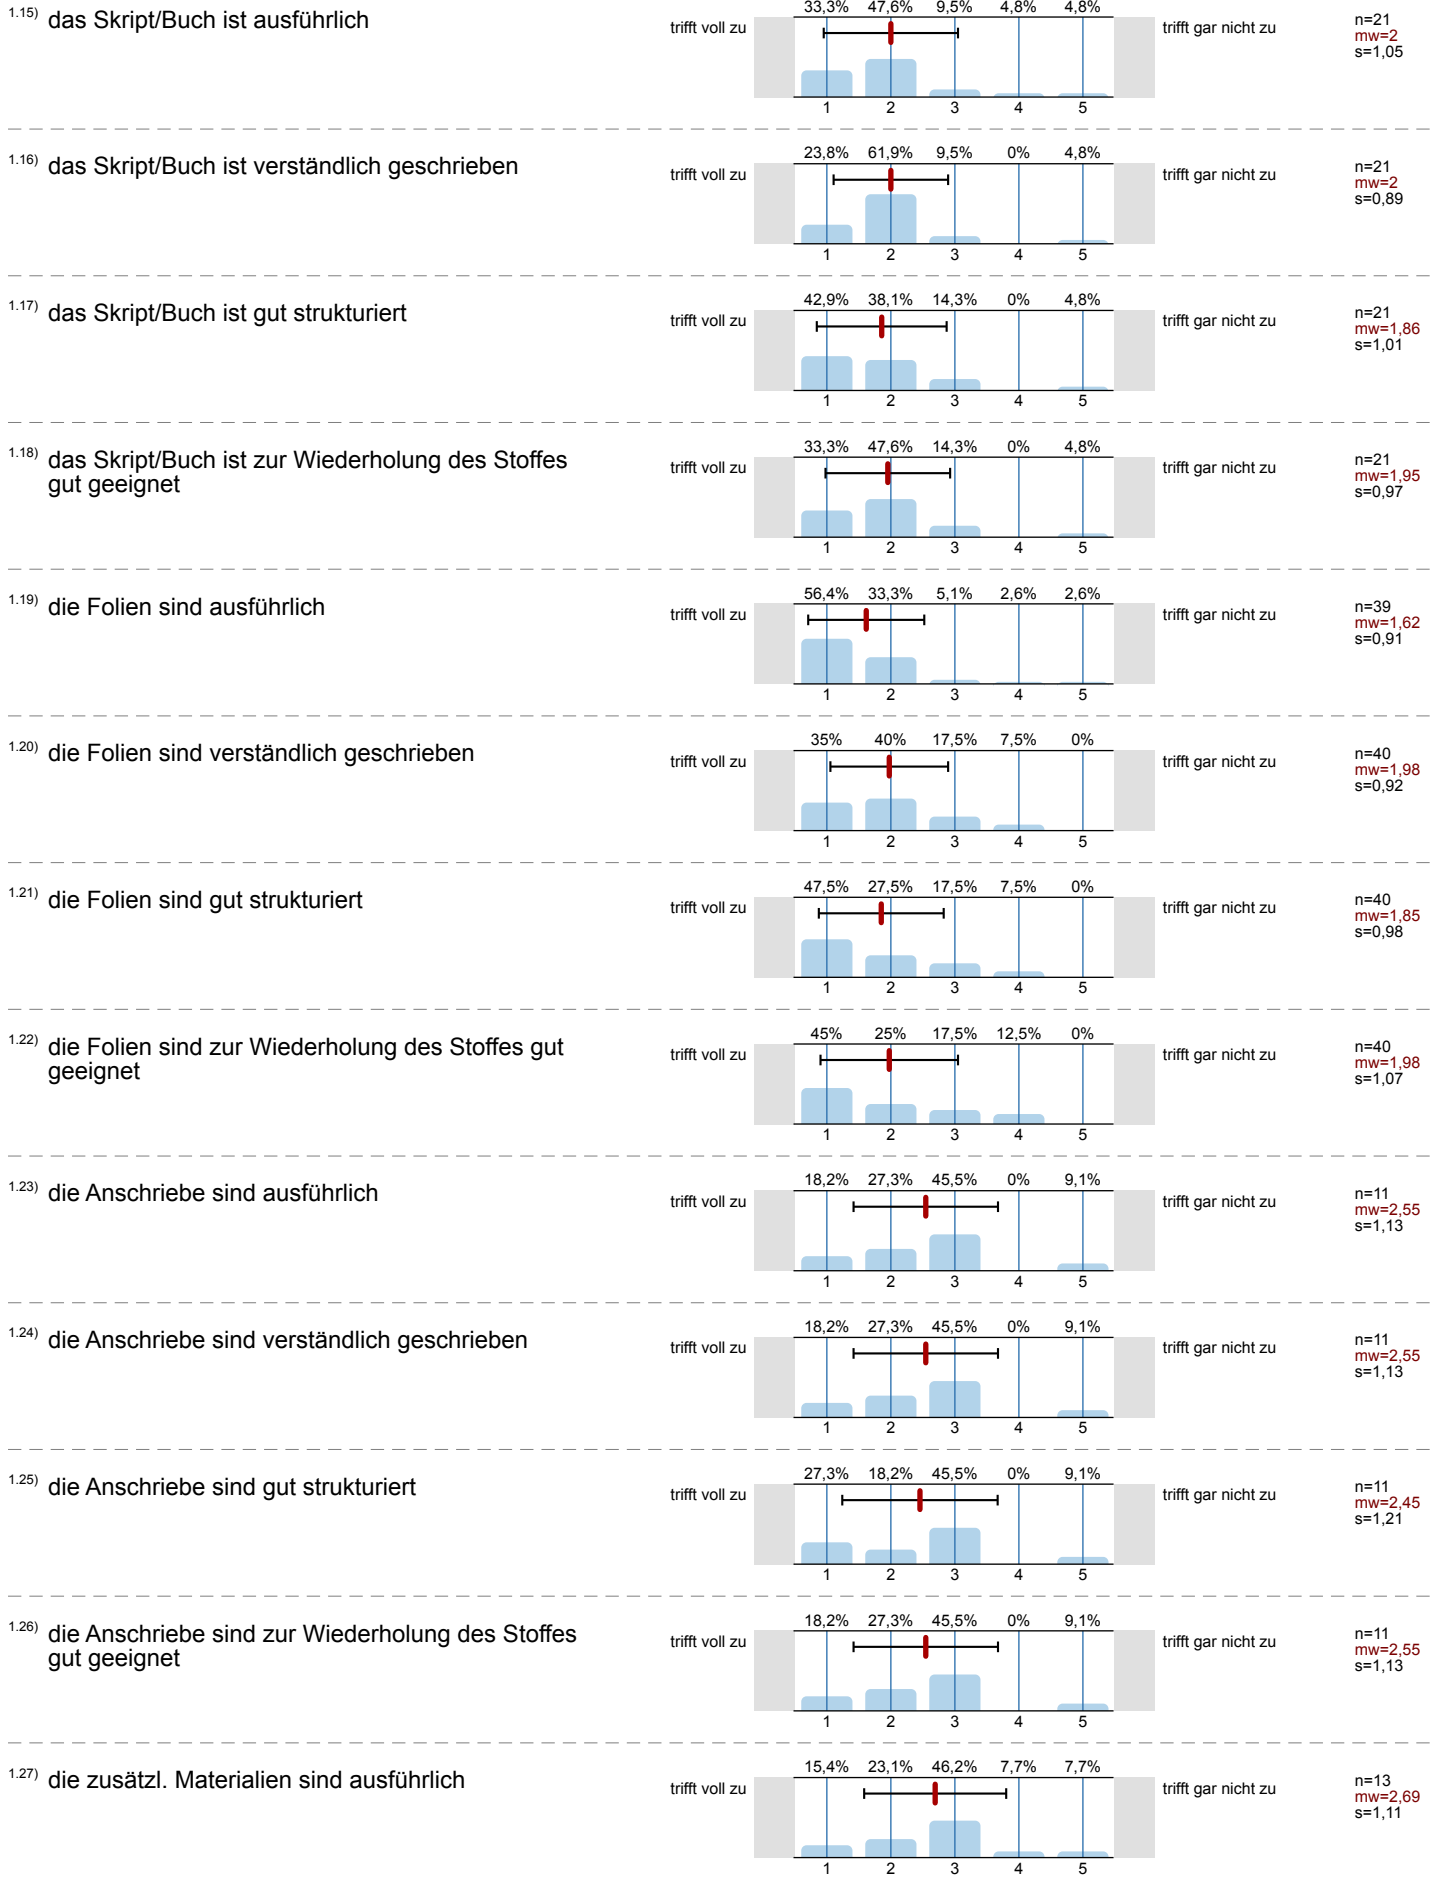 1.15) das Skript/Buch ist ausführlich
trifft voll zu
33,3% 47,6% 9,5% 4,8% 4,8%
1 2 3 4 5
trifft gar nicht zu
n=21
mw=2
s=1,05
1.16) das Skript/Buch ist verständlich geschrieben
trifft voll zu
23,8% 61,9% 9,5% 0% 4,8%
1 2 3 4 5
trifft gar nicht zu
n=21
mw=2
s=0,89
1.17) das Skript/Buch ist gut strukturiert
trifft voll zu
42,9% 38,1% 14,3% 0% 4,8%
1 2 3 4 5
trifft gar nicht zu
n=21
mw=1,86
s=1,01
1.18) das Skript/Buch ist zur Wiederholung des Stoffes
gut geeignet
trifft voll zu
33,3% 47,6% 14,3% 0% 4,8%
1 2 3 4 5
trifft gar nicht zu
n=21
mw=1,95
s=0,97
1.19) die Folien sind ausführlich
trifft voll zu
56,4% 33,3% 5,1% 2,6% 2,6%
1 2 3 4 5
trifft gar nicht zu
n=39
mw=1,62
s=0,91
1.20) die Folien sind verständlich geschrieben
trifft voll zu
35% 40% 17,5% 7,5% 0%
1 2 3 4 5
trifft gar nicht zu
n=40
mw=1,98
s=0,92
1.21) die Folien sind gut strukturiert
trifft voll zu
47,5% 27,5% 17,5% 7,5% 0%
1 2 3 4 5
trifft gar nicht zu
n=40
mw=1,85
s=0,98
1.22) die Folien sind zur Wiederholung des Stoffes gut
geeignet
trifft voll zu
45% 25% 17,5% 12,5% 0%
1 2 3 4 5
trifft gar nicht zu
n=40
mw=1,98
s=1,07
1.23) die Anschriebe sind ausführlich
trifft voll zu
18,2% 27,3% 45,5% 0% 9,1%
1 2 3 4 5
trifft gar nicht zu
n=11
mw=2,55
s=1,13
1.24) die Anschriebe sind verständlich geschrieben
trifft voll zu
18,2% 27,3% 45,5% 0% 9,1%
1 2 3 4 5
trifft gar nicht zu
n=11
mw=2,55
s=1,13
1.25) die Anschriebe sind gut strukturiert
trifft voll zu
27,3% 18,2% 45,5% 0% 9,1%
1 2 3 4 5
trifft gar nicht zu
n=11
mw=2,45
s=1,21
1.26) die Anschriebe sind zur Wiederholung des Stoffes
gut geeignet
trifft voll zu
18,2% 27,3% 45,5% 0% 9,1%
1 2 3 4 5
trifft gar nicht zu
n=11
mw=2,55
s=1,13
1.27) die zusätzl. Materialien sind ausführlich
trifft voll zu
15,4% 23,1% 46,2% 7,7% 7,7%
1 2 3 4 5
trifft gar nicht zu
n=13
mw=2,69
s=1,11